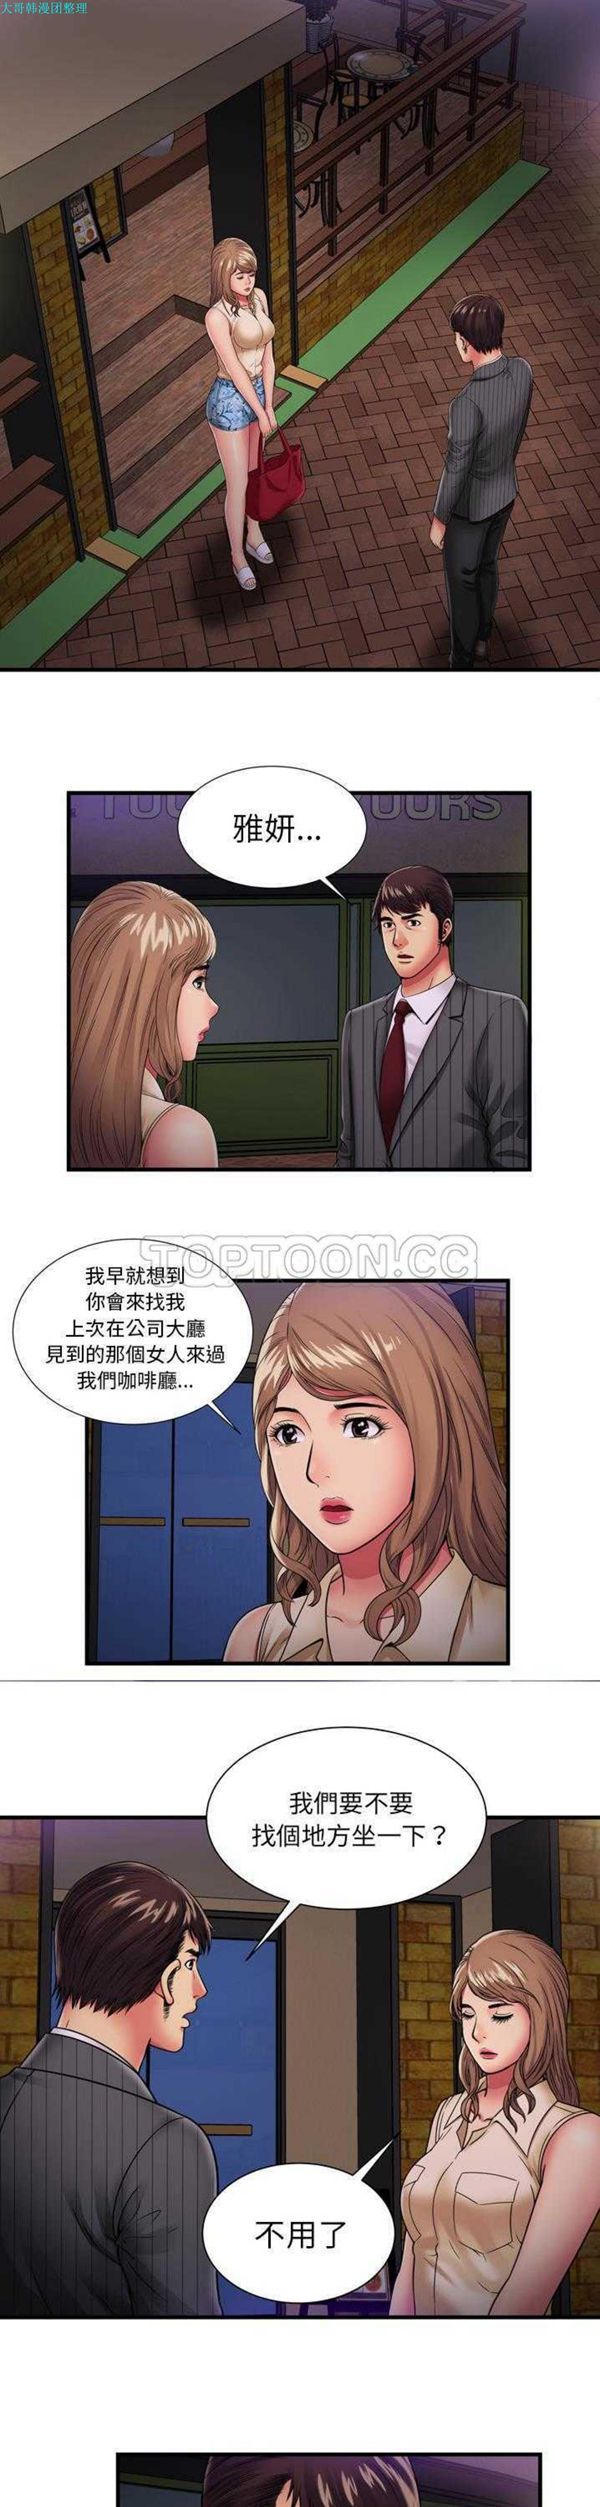 大哥韩漫团整理
雅妍...
YOURS
TOPTOON.CC
我早就想到
你會來找我
上次在公司大廳
見到的那個女人來過
我們咖啡廳...
我們要不要
找個地方坐一下？
不用了